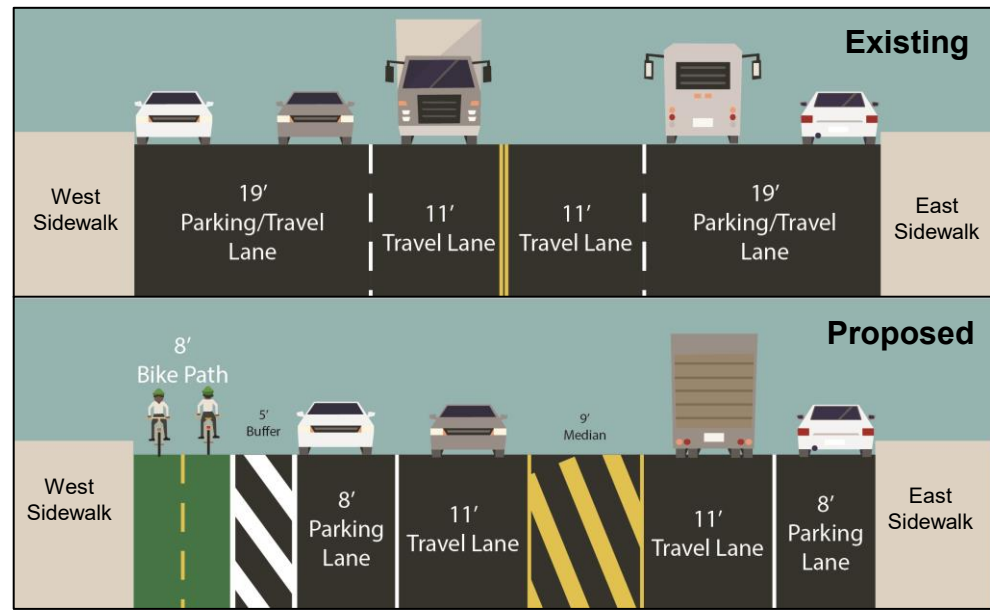 Existing
West
Sidewalk
19′
Parking/Travel
Lane
11′
Travel Lane
11′
Travel Lane
19′
Parking/Travel
Lane
East
Sidewalk
Proposed
8′
Bike Path
5′
Buffer
9′
Median
West
Sidewalk
8′
Parking
Lane
11′
Travel Lane
11′
Travel Lane
8′
Parking
Lane
East
Sidewalk